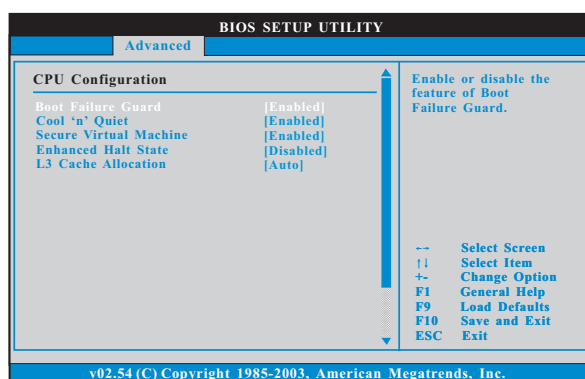 BIOS SETUP UTILITY
Advanced
CPU Configuration
Boot Failure Guard [Enabled]
Cool ‘n’ Quiet [Enabled]
Secure Virtual Machine [Enabled]
Enhanced Halt State [Disabled]
L3 Cache Allocation [Auto]
Enable or disable the
feature of Boot
Failure Guard.
←→ Select Screen
↑↓ Select Item
+- Change Option
F1 General Help
F9 Load Defaults
F10 Save and Exit
ESC Exit
v02.54 (C) Copyright 1985-2003, American Megatrends, Inc.